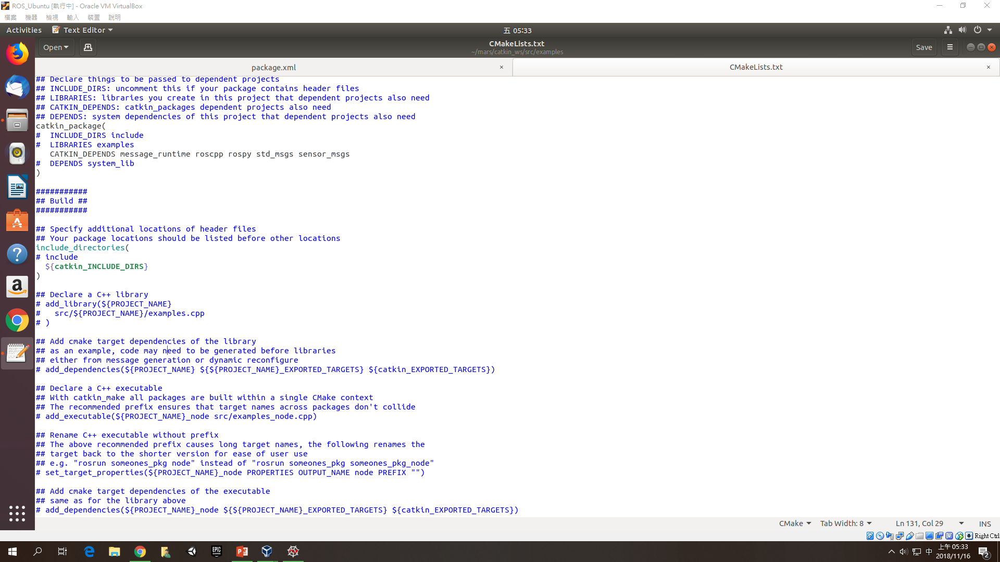 ROS_Ubuntu [執行中] - Oracle VM VirtualBox
檔案 機器 檢視 輸入 裝置 說明
Activities Text Editor 五 05:33
Open CMakeLists.txt Save
~/mars/catkin_ws/src/examples
package.xml × CMakeLists.txt ×
## Declare things to be passed to dependent projects
## INCLUDE_DIRS: uncomment this if your package contains header files
## LIBRARIES: libraries you create in this project that dependent projects also need
## CATKIN_DEPENDS: catkin_packages dependent projects also need
## DEPENDS: system dependencies of this project that dependent projects also need
catkin_package(
#  INCLUDE_DIRS include
#  LIBRARIES examples
   CATKIN_DEPENDS message_runtime roscpp rospy std_msgs sensor_msgs
#  DEPENDS system_lib
)
###########
## Build ##
###########
## Specify additional locations of header files
## Your package locations should be listed before other locations
include_directories(
# include
  ${catkin_INCLUDE_DIRS}
)
## Declare a C++ library
# add_library(${PROJECT_NAME}
#   src/${PROJECT_NAME}/examples.cpp
# )
## Add cmake target dependencies of the library
## as an example, code may need to be generated before libraries
## either from message generation or dynamic reconfigure
# add_dependencies(${PROJECT_NAME} ${${PROJECT_NAME}_EXPORTED_TARGETS} ${catkin_EXPORTED_TARGETS})
## Declare a C++ executable
## With catkin_make all packages are built within a single CMake context
## The recommended prefix ensures that target names across packages don't collide
# add_executable(${PROJECT_NAME}_node src/examples_node.cpp)
## Rename C++ executable without prefix
## The above recommended prefix causes long target names, the following renames the
## target back to the shorter version for ease of user use
## e.g. "rosrun someones_pkg node" instead of "rosrun someones_pkg someones_pkg_node"
# set_target_properties(${PROJECT_NAME}_node PROPERTIES OUTPUT_NAME node PREFIX "")
## Add cmake target dependencies of the executable
## same as for the library above
# add_dependencies(${PROJECT_NAME}_node ${${PROJECT_NAME}_EXPORTED_TARGETS} ${catkin_EXPORTED_TARGETS})
CMake Tab Width: 8 Ln 131, Col 29 INS
Right Ctrl
EPIC GAMES
中 上午 05:33
2018/11/16
2